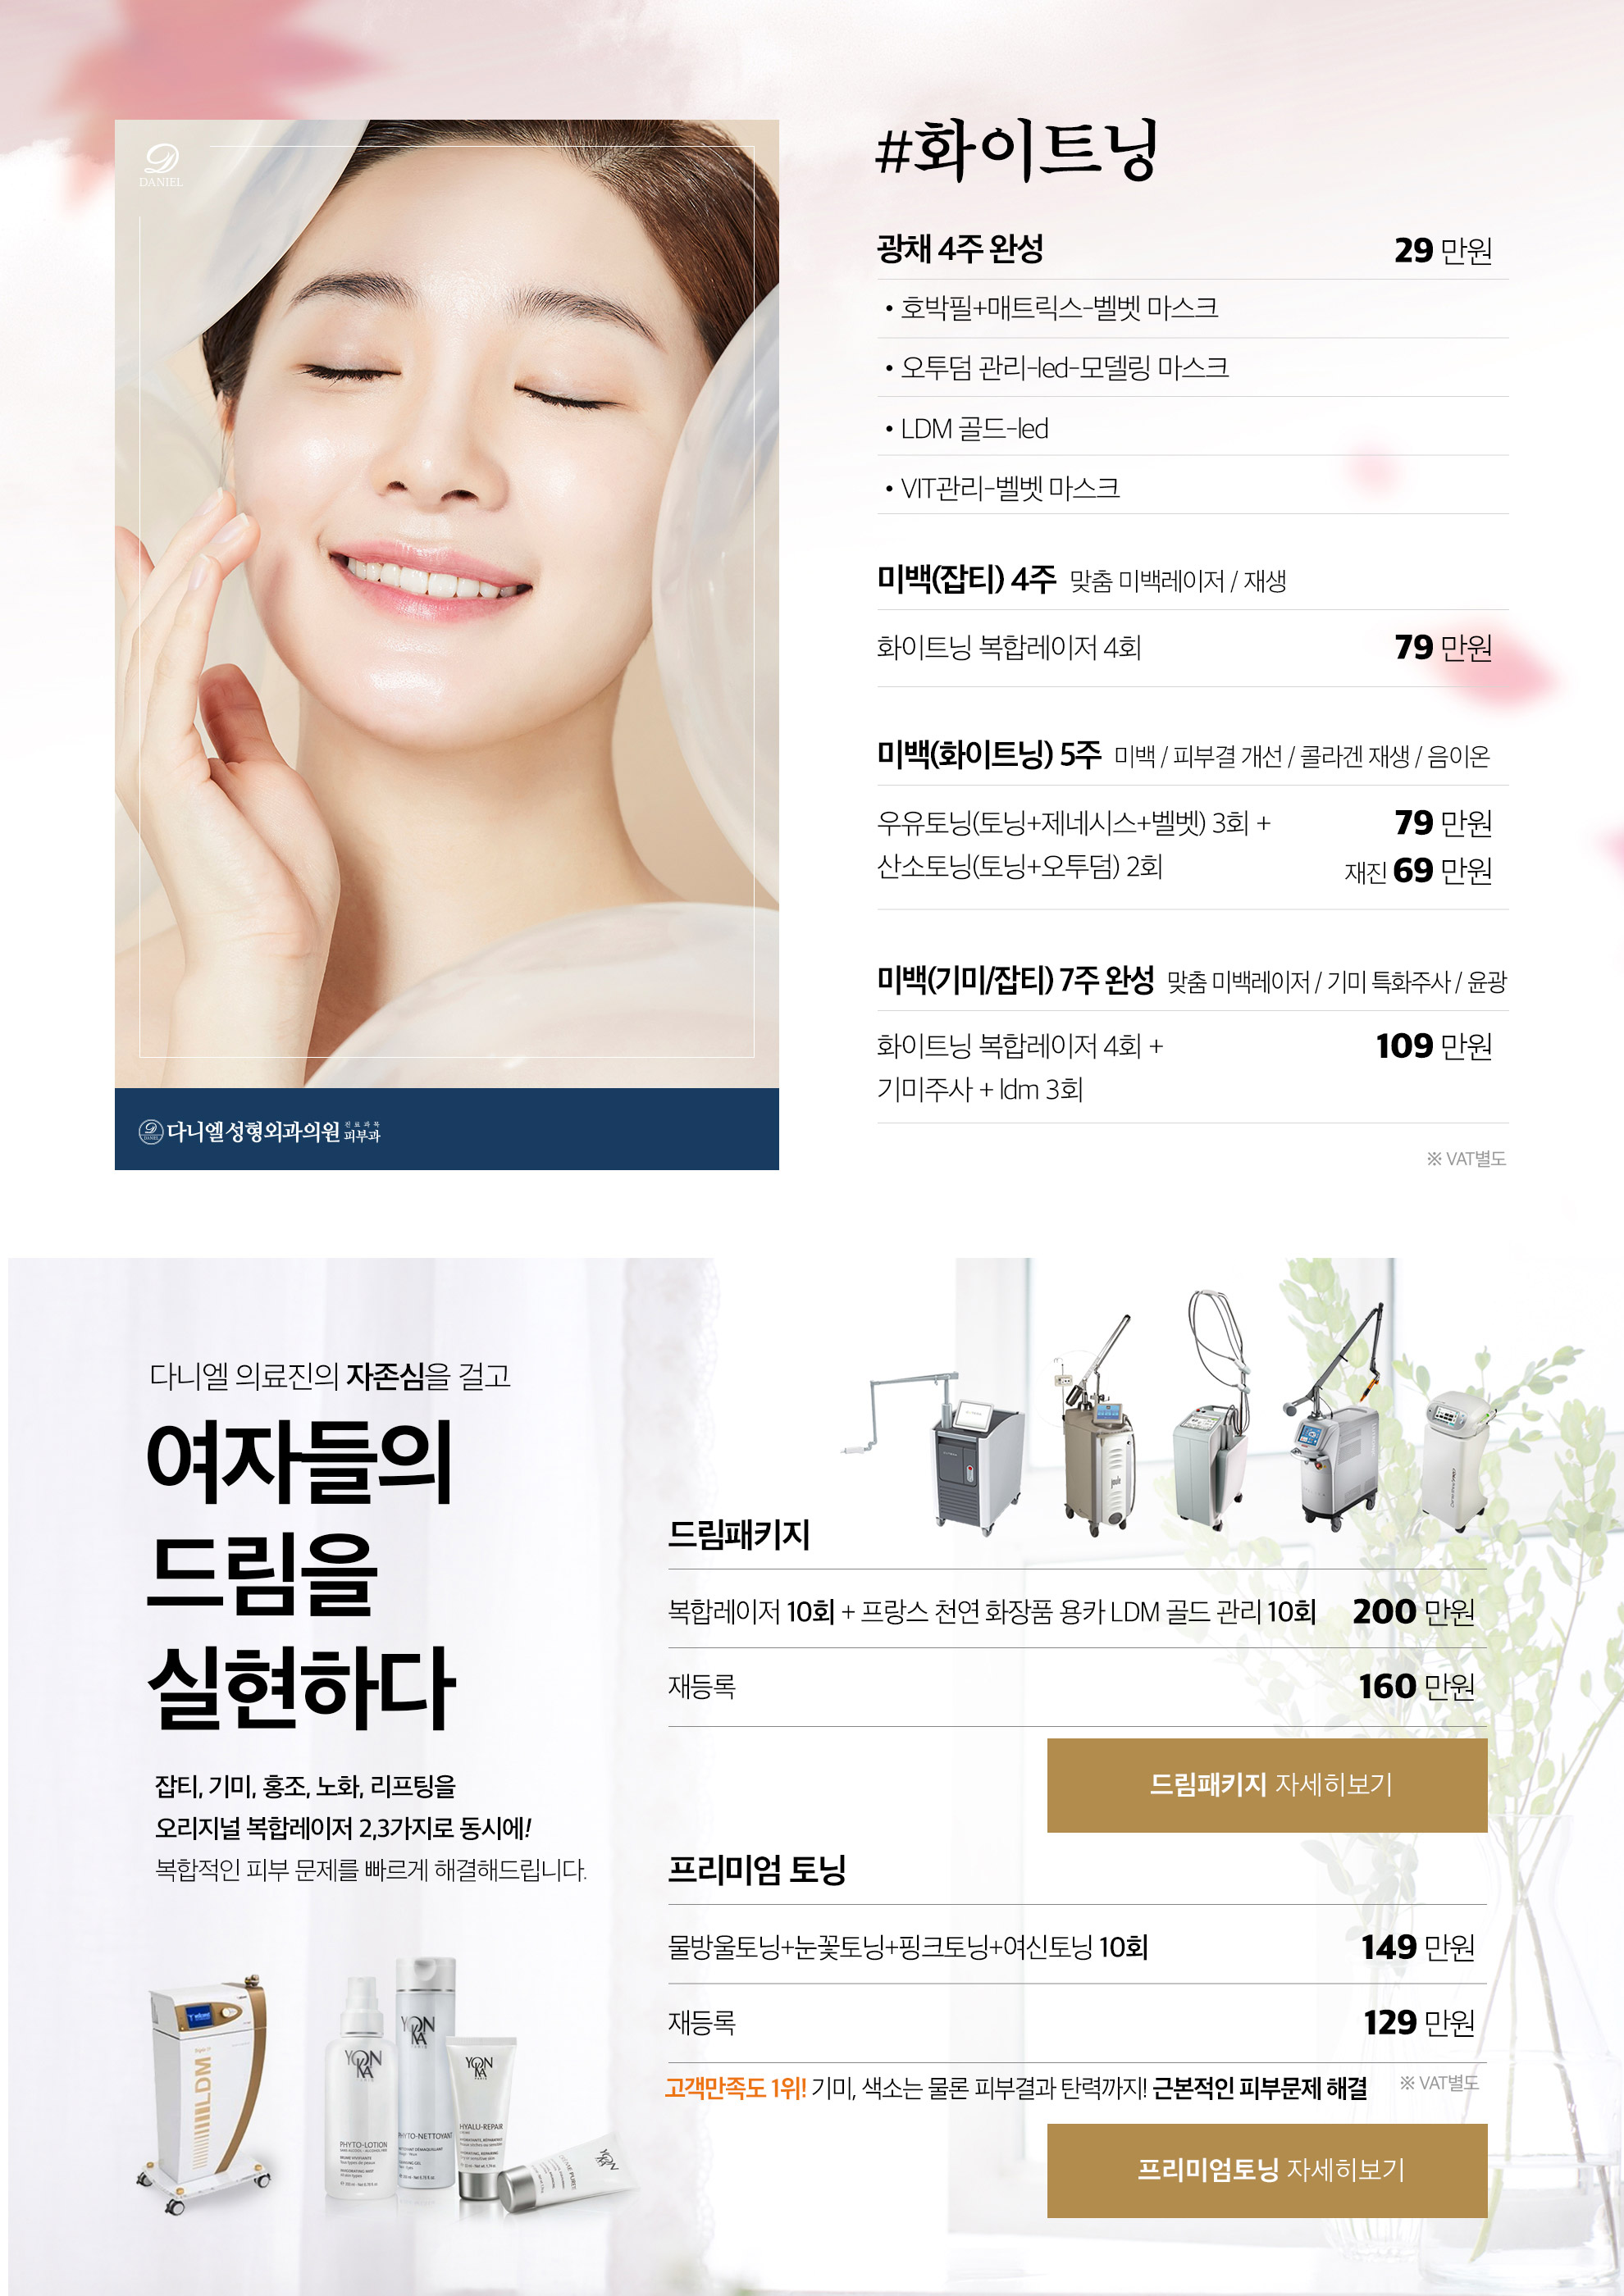 DANIEL
#화이트닝
광채 4주 완성 29 만원
• 호박필+매트릭스-벨벳 마스크
• 오투덤 관리-led-모델링 마스크
• LDM 골드-led
• VIT관리-벨벳 마스크
미백(잡티) 4주 맞춤 미백레이저 / 재생
화이트닝 복합레이저 4회 79 만원
미백(화이트닝) 5주 미백 / 피부결 개선 / 콜라겐 재생 / 음이온
우유토닝(토닝+제네시스+벨벳) 3회 + 79 만원
산소토닝(토닝+오투덤) 2회 재진 69 만원
미백(기미/잡티) 7주 완성 맞춤 미백레이저 / 기미 특화주사 / 윤광
화이트닝 복합레이저 4회 + 109 만원
기미주사 + ldm 3회
※ VAT별도
다니엘성형외과의원 진료과목 피부과
다니엘 의료진의 자존심을 걸고
여자들의
드림을
실현하다
잡티, 기미, 홍조, 노화, 리프팅을
오리지널 복합레이저 2,3가지로 동시에!
복합적인 피부 문제를 빠르게 해결해드립니다.
드림패키지
복합레이저 10회 + 프랑스 천연 화장품 용카 LDM 골드 관리 10회 200 만원
재등록 160 만원
드림패키지 자세히보기
프리미엄 토닝
물방울토닝+눈꽃토닝+핑크토닝+여신토닝 10회 149 만원
재등록 129 만원
고객만족도 1위! 기미, 색소는 물론 피부결과 탄력까지! 근본적인 피부문제 해결 ※ VAT별도
프리미엄토닝 자세히보기
LDM
YON KA
PHYTO-LOTION
YON KA
PHYTO-NETTOYANT
YON KA
HYALU-REPAIR
YON KA